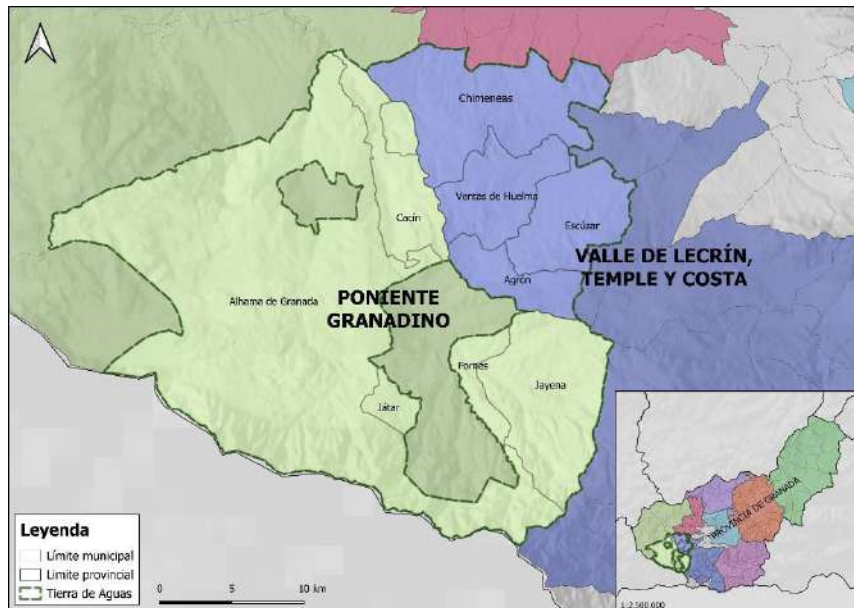 Chimeneas
Ventas de Huelma
Cacín
Escúzar
VALLE DE LECRÍN,
TEMPLE Y COSTA
Agrón
Alhama de Granada
PONIENTE
GRANADINO
Fornes
Jayena
Játar
Leyenda
Límite municipal
Límite provincial
Tierra de Aguas
0 5 10 km
PROVINCIA DE GRANADA
1:2.500.000